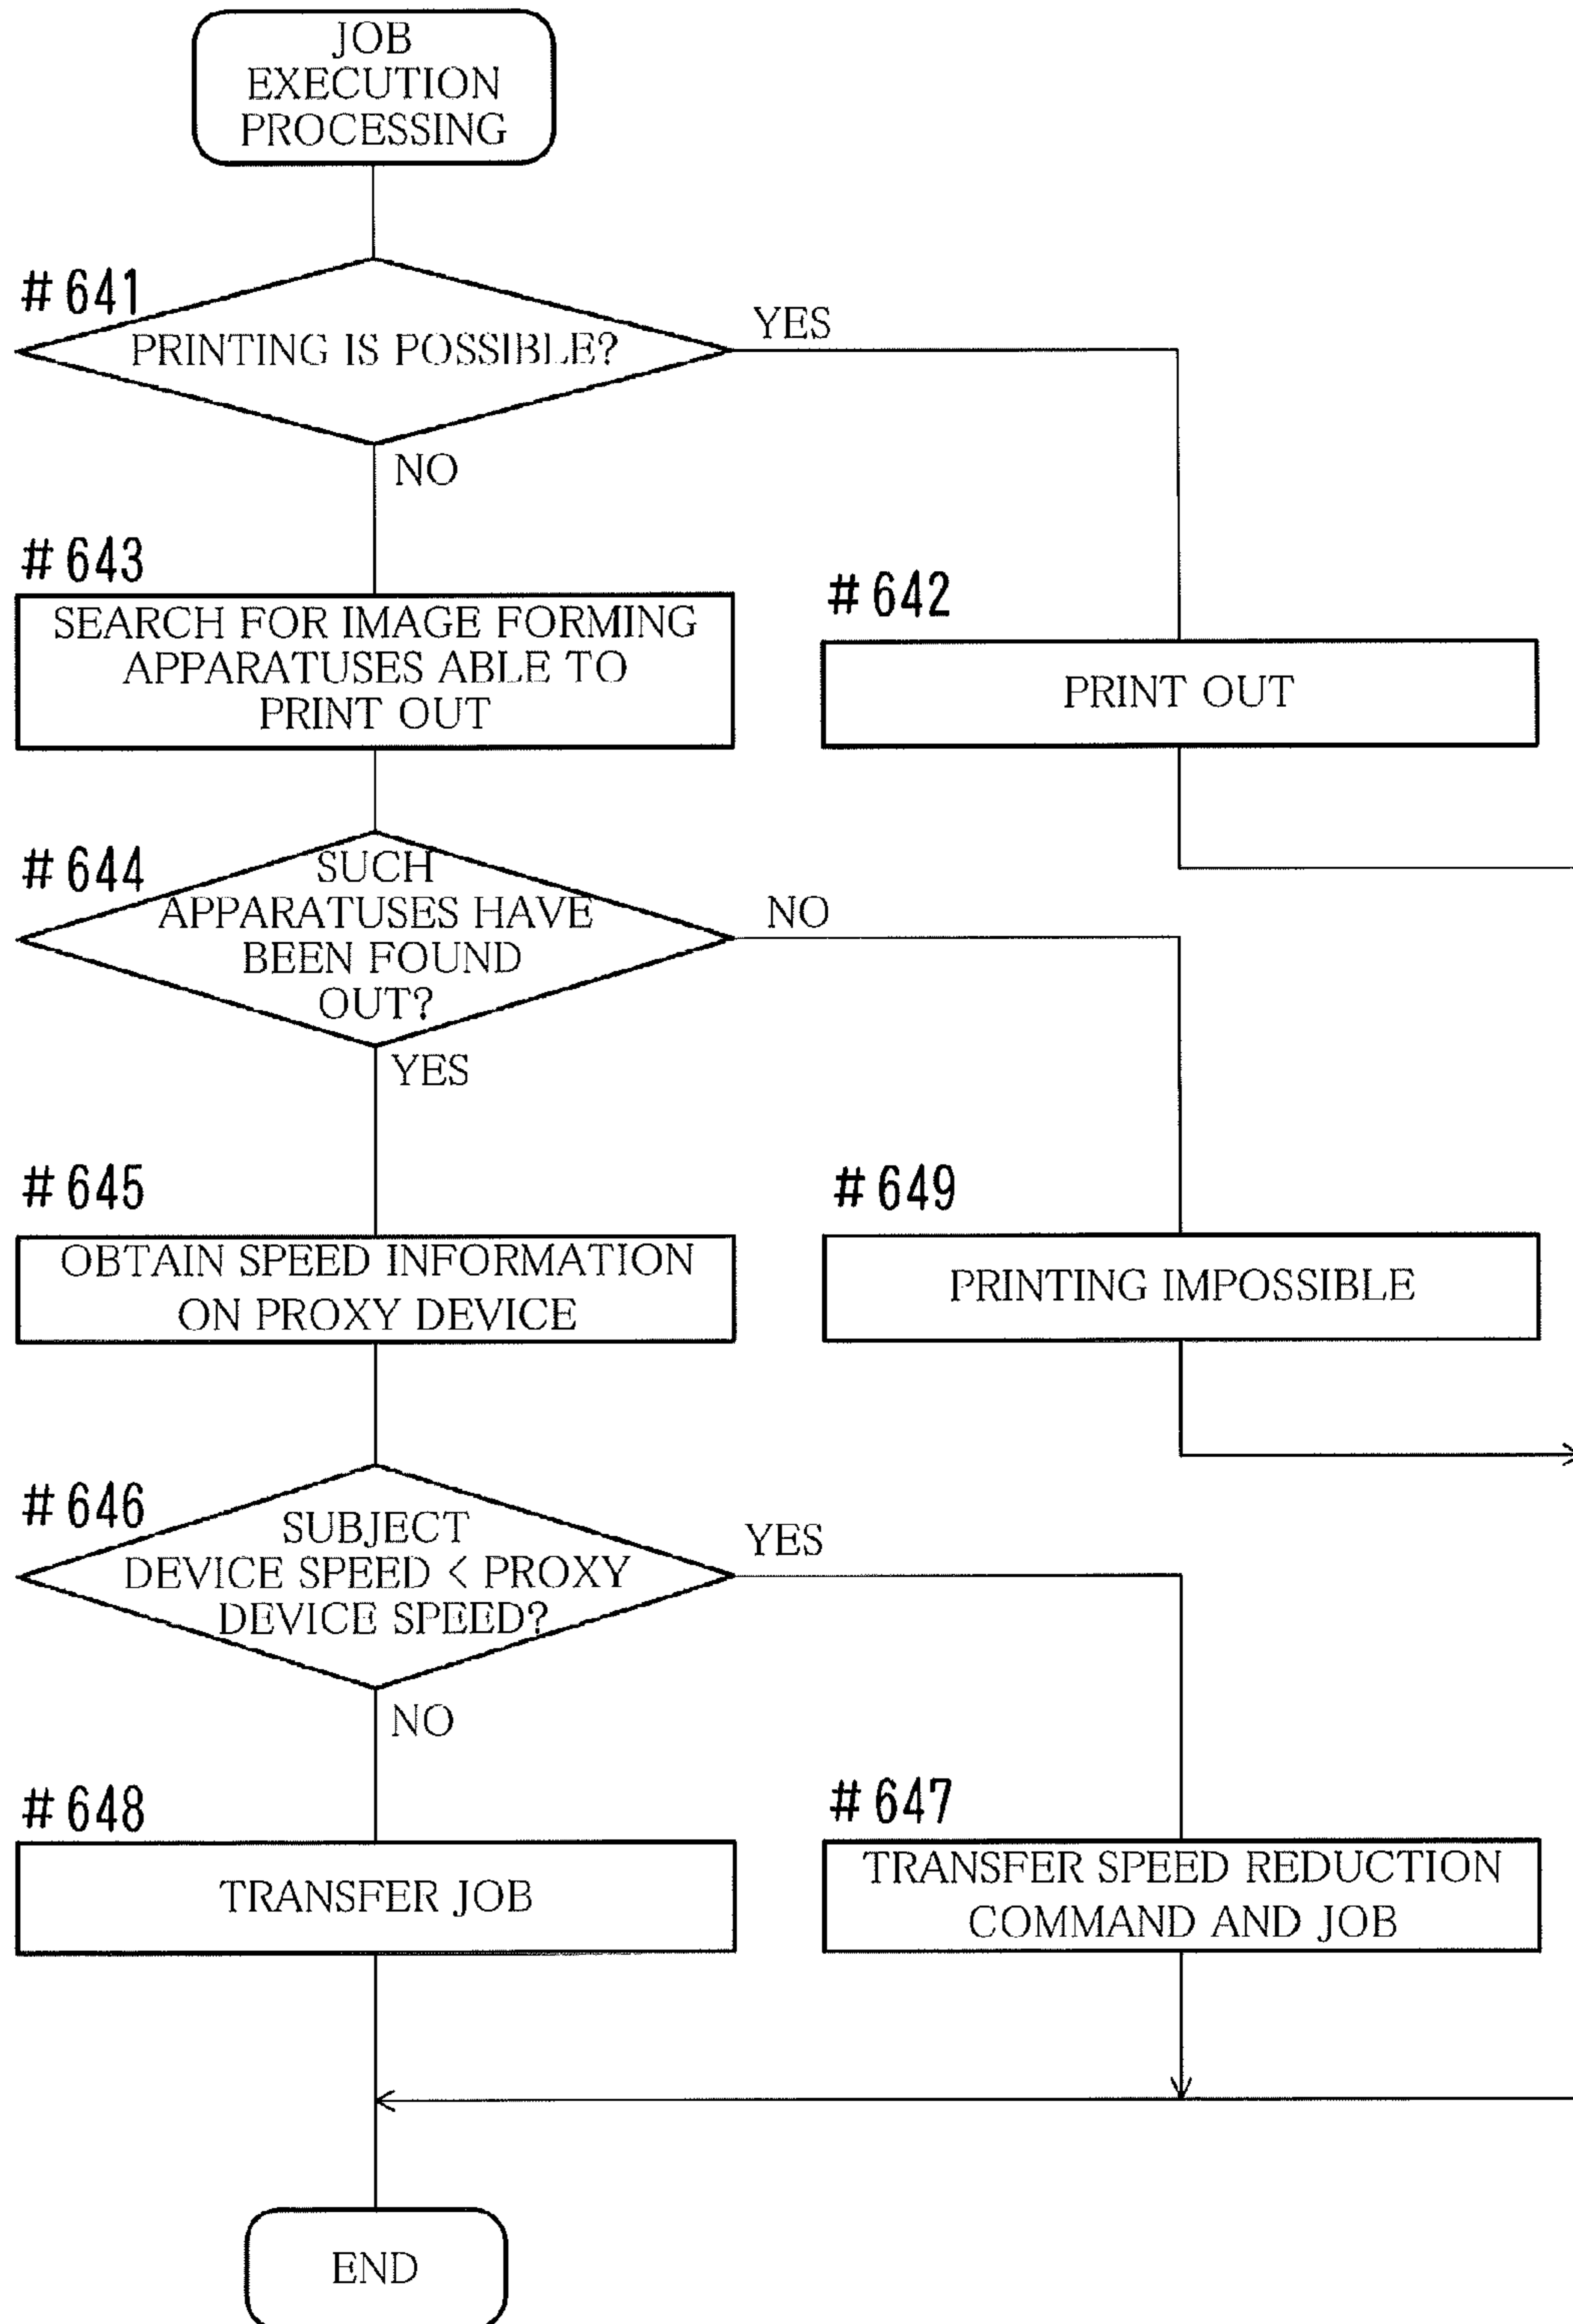 JOB
EXECUTION
PROCESSING
#641
PRINTING IS POSSIBLE?
YES
NO
#643
SEARCH FOR IMAGE FORMING
APPARATUSES ABLE TO
PRINT OUT
#642
PRINT OUT
#644
SUCH
APPARATUSES HAVE
BEEN FOUND
OUT?
NO
YES
#645
OBTAIN SPEED INFORMATION
ON PROXY DEVICE
#649
PRINTING IMPOSSIBLE
#646
SUBJECT
DEVICE SPEED < PROXY
DEVICE SPEED?
YES
NO
#648
TRANSFER JOB
#647
TRANSFER SPEED REDUCTION
COMMAND AND JOB
END